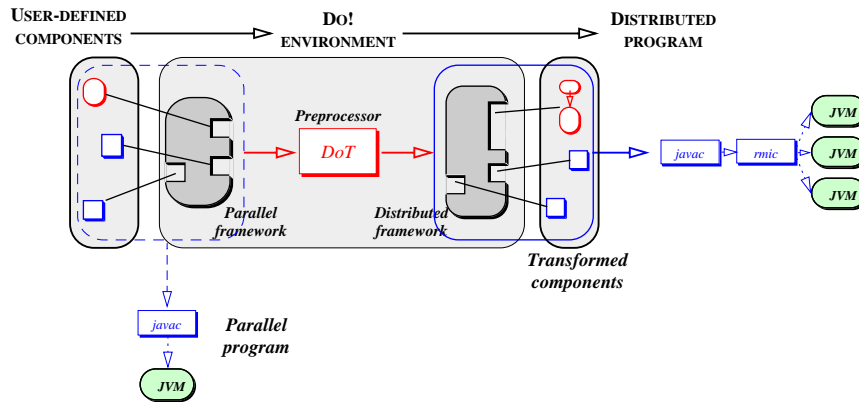 USER-DEFINED
COMPONENTS
DO!
ENVIRONMENT
DISTRIBUTED
PROGRAM
Preprocessor
DoT
Parallel
framework
Distributed
framework
javac
rmic
JVM
JVM
JVM
Transformed
components
javac
Parallel
program
JVM